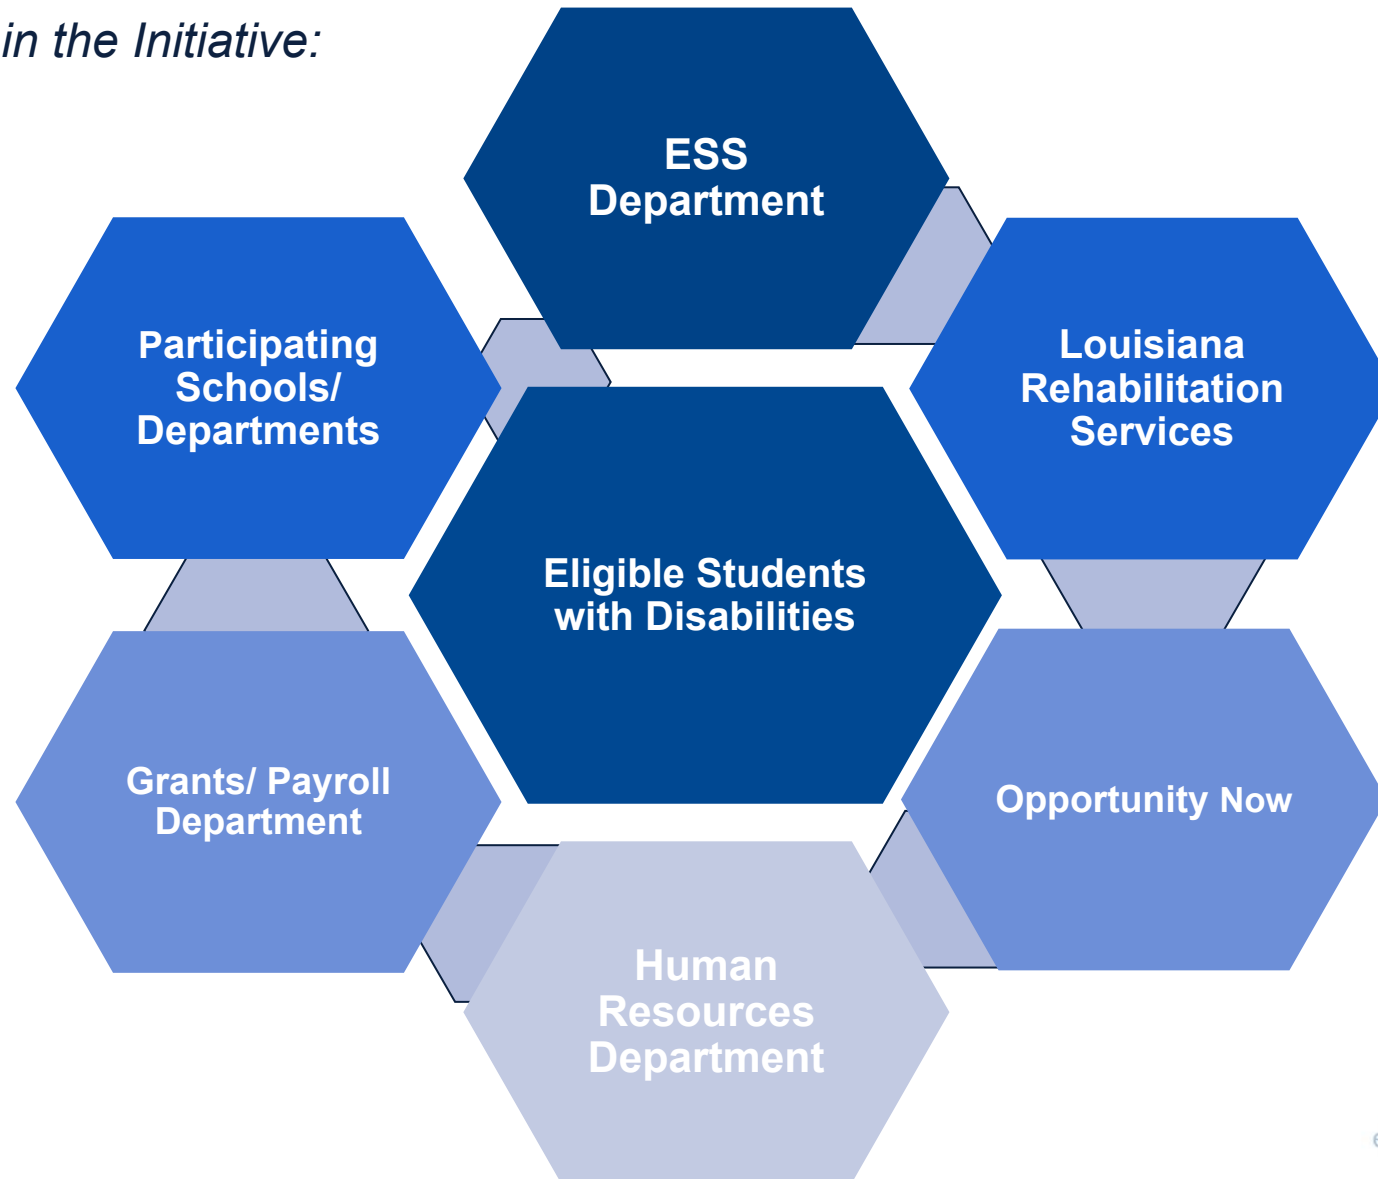 in the Initiative:
ESS
Department
Participating
Schools/
Departments
Louisiana
Rehabilitation
Services
Eligible Students
with Disabilities
Grants/ Payroll
Department
Opportunity Now
Human
Resources
Department